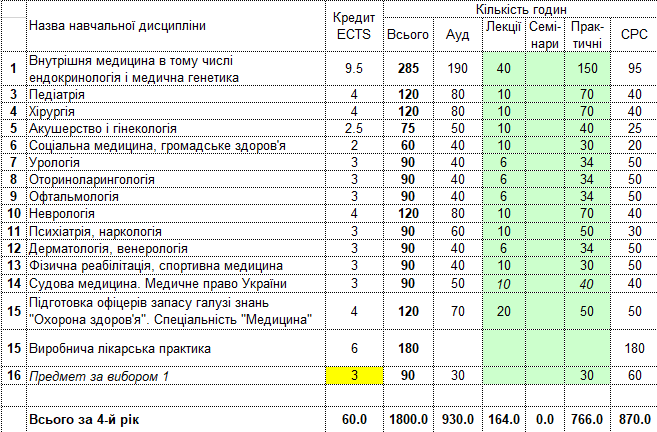 Назва навчальної дисципліни Кредит ECTS Кількість годин
Всього Ауд Лекції Семі-нари Прак-тичні СРС
1 Внутрішня медицина в тому числі ендокринологія і медична генетика 9.5 285 190 40 150 95
3 Педіатрія 4 120 80 10 70 40
4 Хірургія 4 120 80 10 70 40
5 Акушерство і гінекологія 2.5 75 50 10 40 25
6 Соціальна медицина, громадське здоров'я 2 60 40 10 30 20
7 Урологія 3 90 40 6 34 50
8 Оториноларингологія 3 90 40 6 34 50
9 Офтальмологія 3 90 40 6 34 50
10 Неврологія 4 120 80 10 70 40
11 Психіатрія, наркологія 3 90 60 10 50 30
12 Дерматологія, венерологія 3 90 40 6 34 50
13 Фізична реабілітація, спортивна медицина 3 90 40 10 30 50
14 Судова медицина. Медичне право України 3 90 50 10 40 40
15 Підготовка офіцерів запасу галузі знань "Охорона здоров'я". Спеціальність "Медицина" 4 120 70 20 50 50
15 Виробнича лікарська практика 6 180 180
16 Предмет за вибором 1 3 90 30 30 60
Всього за 4-й рік 60.0 1800.0 930.0 164.0 0.0 766.0 870.0